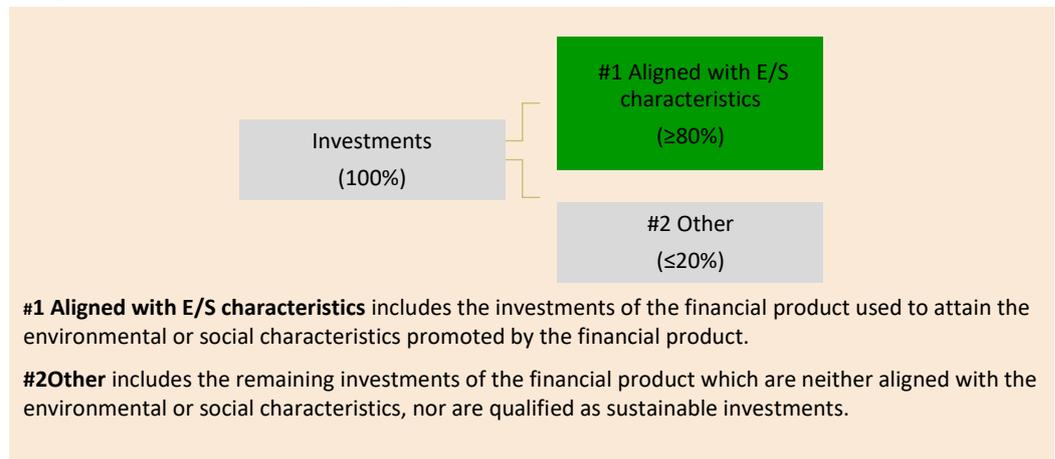 #1 Aligned with E/S
characteristics
(≥80%)
Investments
(100%)
#2 Other
(≤20%)
#1 Aligned with E/S characteristics includes the investments of the financial product used to attain the
environmental or social characteristics promoted by the financial product.
#2Other includes the remaining investments of the financial product which are neither aligned with the
environmental or social characteristics, nor are qualified as sustainable investments.